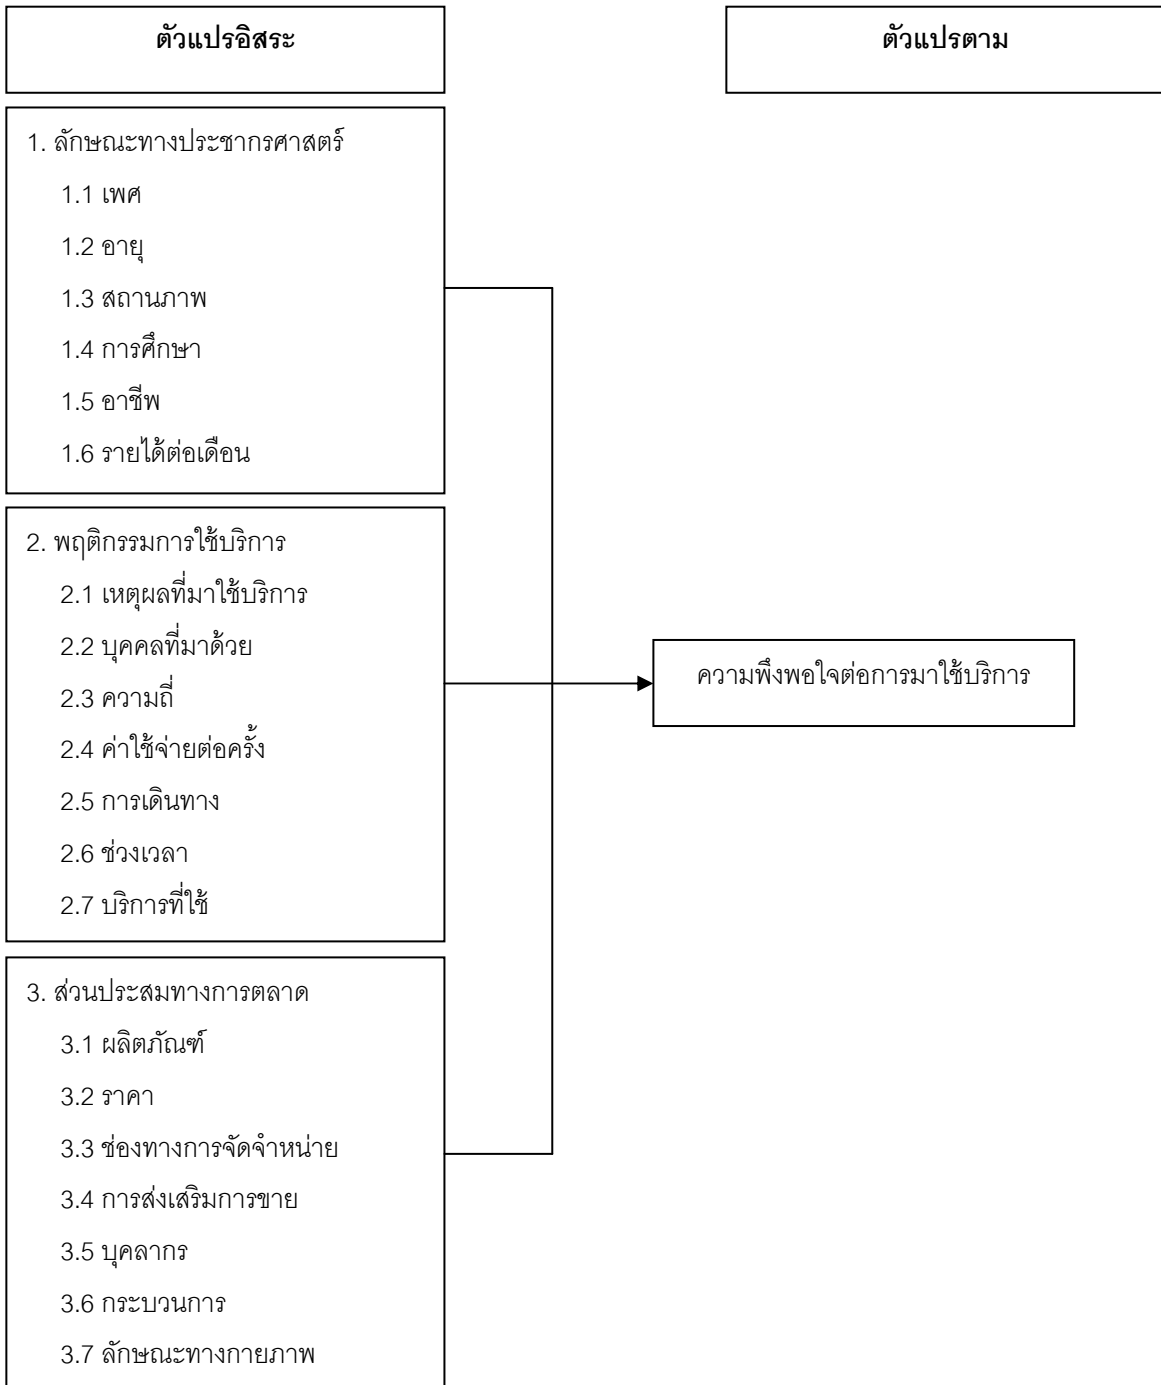 ตัวแปรอิสระ
ตัวแปรตาม
1. ลักษณะทางประชากรศาสตร์
1.1 เพศ
1.2 อายุ
1.3 สถานภาพ
1.4 การศึกษา
1.5 อาชีพ
1.6 รายได้ต่อเดือน
2. พฤติกรรมการใช้บริการ
2.1 เหตุผลที่มาใช้บริการ
2.2 บุคคลที่มาด้วย
2.3 ความถี่
2.4 ค่าใช้จ่ายต่อครั้ง
2.5 การเดินทาง
2.6 ช่วงเวลา
2.7 บริการที่ใช้
ความพึงพอใจต่อการมาใช้บริการ
3. ส่วนประสมทางการตลาด
3.1 ผลิตภัณฑ์
3.2 ราคา
3.3 ช่องทางการจัดจำหน่าย
3.4 การส่งเสริมการขาย
3.5 บุคลากร
3.6 กระบวนการ
3.7 ลักษณะทางกายภาพ